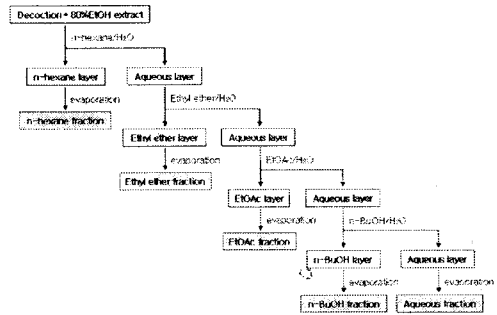 Decoction • 80%EtOH extract
n-hexane/H₂O
n-hexane layer
Aqueous layer
evaporation
Ethyl ether/H₂O
n-hexane fraction
Ethyl ether layer
Aqueous layer
evaporation
EtOAc/H₂O
Ethyl ether fraction
EtOAc layer
Aqueous layer
evaporation
n-BuOH/H₂O
EtOAc fraction
n-BuOH layer
Aqueous layer
evaporation
evaporation
n-BuOH fraction
Aqueous fraction